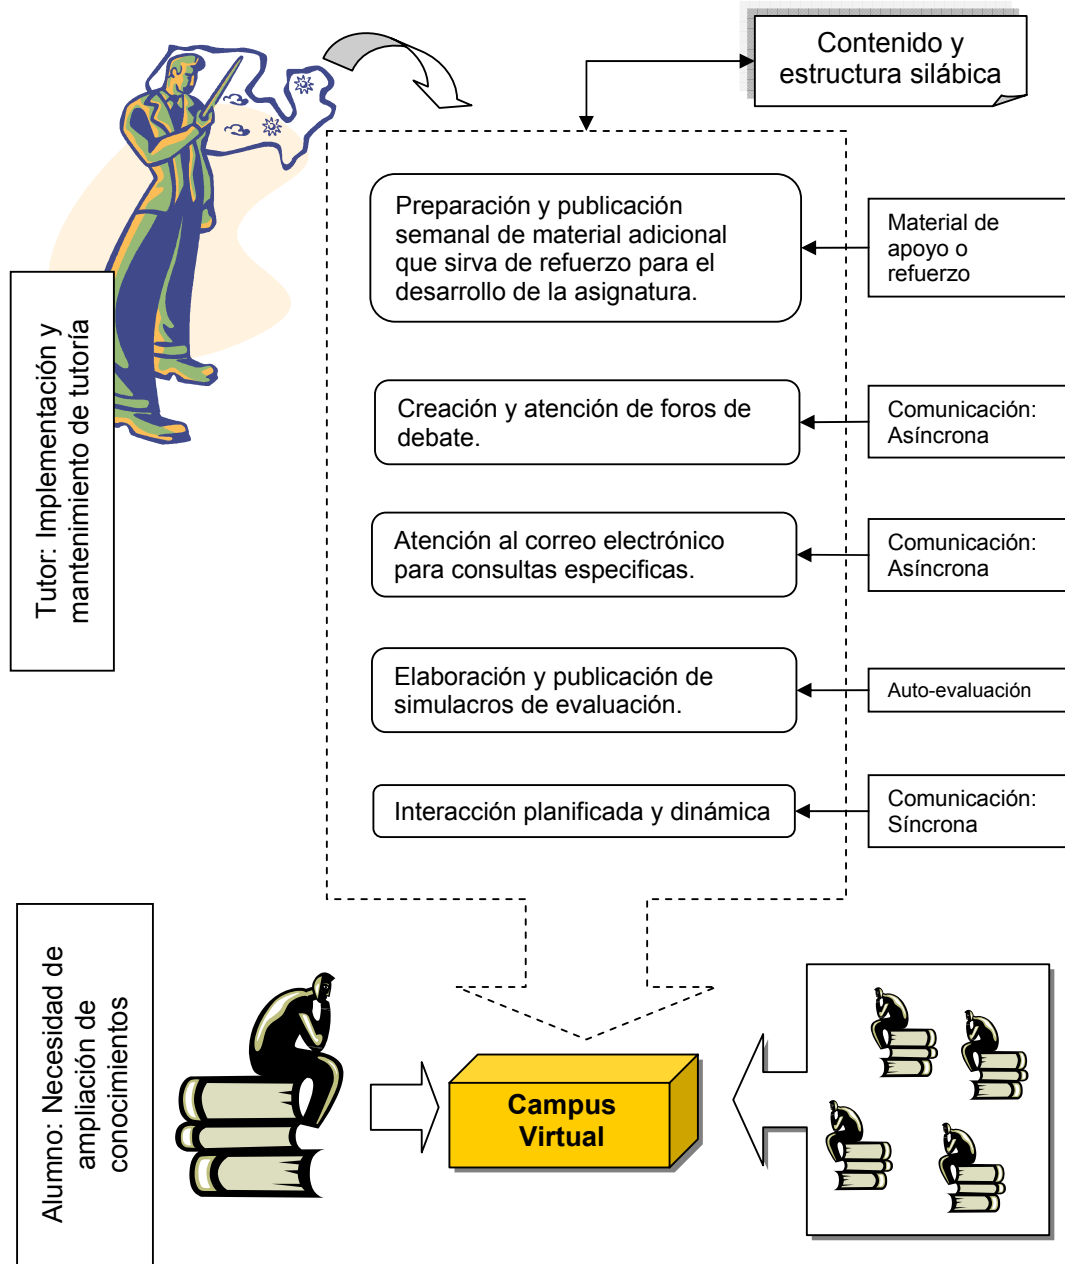 Contenido y
estructura silábica
Preparación y publicación
semanal de material adicional
que sirva de refuerzo para el
desarrollo de la asignatura.
Material de
apoyo o
refuerzo
Tutor: Implementación y
mantenimiento de tutoría
Creación y atención de foros de
debate.
Comunicación:
Asíncrona
Atención al correo electrónico
para consultas especificas.
Comunicación:
Asíncrona
Elaboración y publicación de
simulacros de evaluación.
Auto-evaluación
Interacción planificada y dinámica
Comunicación:
Síncrona
Alumno: Necesidad de
ampliación de
conocimientos
Campus
Virtual